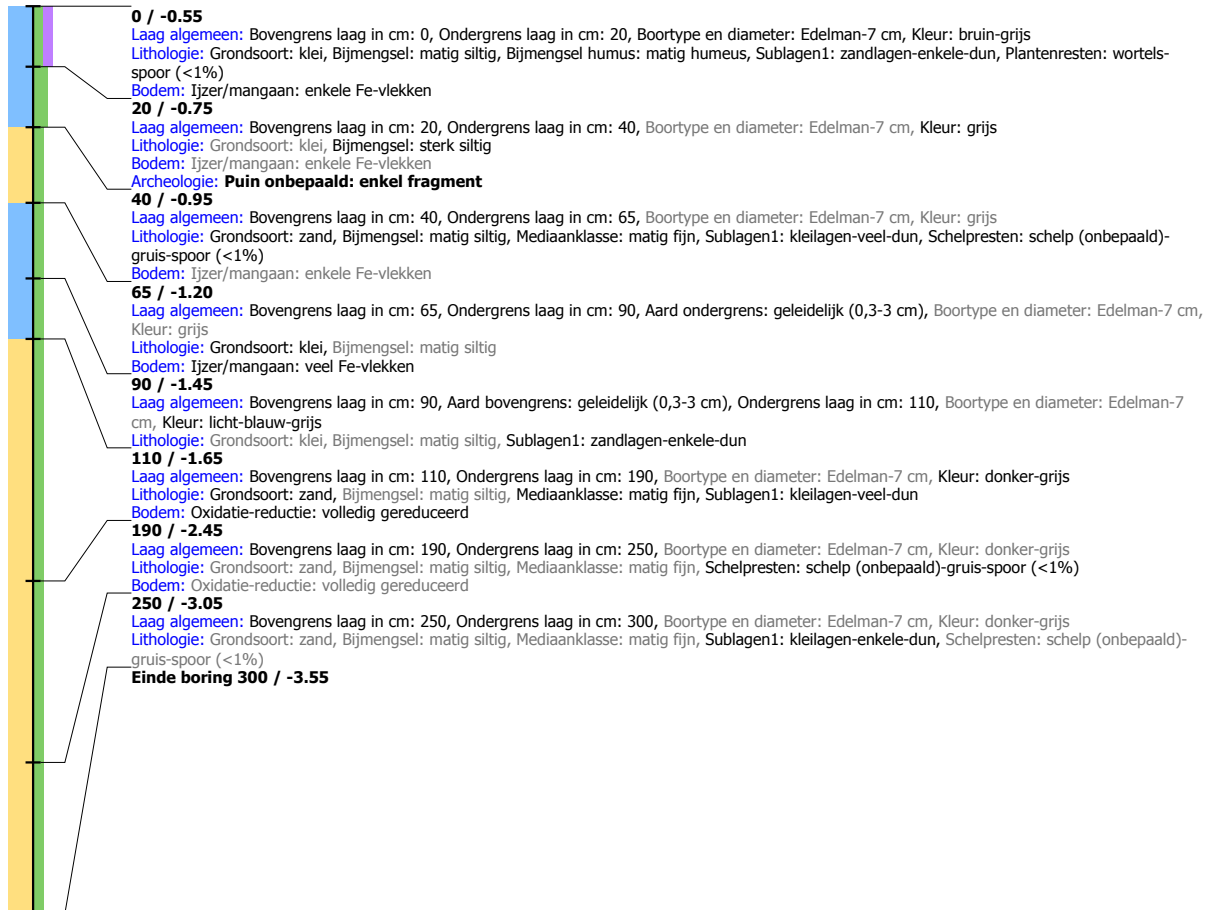 0 / -0.55
Laag algemeen: Bovengrens laag in cm: 0, Ondergrens laag in cm: 20, Boortype en diameter: Edelman-7 cm, Kleur: bruin-grijs
Lithologie: Grondsoort: klei, Bijmengsel: matig siltig, Bijmengsel humus: matig humeus, Sublagen1: zandlagen-enkele-dun, Plantenresten: wortels-
spoor (<1%)
Bodem: Ijzer/mangaan: enkele Fe-vlekken
20 / -0.75
Laag algemeen: Bovengrens laag in cm: 20, Ondergrens laag in cm: 40, Boortype en diameter: Edelman-7 cm, Kleur: grijs
Lithologie: Grondsoort: klei, Bijmengsel: sterk siltig
Bodem: Ijzer/mangaan: enkele Fe-vlekken
Archeologie: Puin onbepaald: enkel fragment
40 / -0.95
Laag algemeen: Bovengrens laag in cm: 40, Ondergrens laag in cm: 65, Boortype en diameter: Edelman-7 cm, Kleur: grijs
Lithologie: Grondsoort: zand, Bijmengsel: matig siltig, Mediaanklasse: matig fijn, Sublagen1: kleilagen-veel-dun, Schelpresten: schelp (onbepaald)-
gruis-spoor (<1%)
Bodem: Ijzer/mangaan: enkele Fe-vlekken
65 / -1.20
Laag algemeen: Bovengrens laag in cm: 65, Ondergrens laag in cm: 90, Aard ondergrens: geleidelijk (0,3-3 cm), Boortype en diameter: Edelman-7 cm,
Kleur: grijs
Lithologie: Grondsoort: klei, Bijmengsel: matig siltig
Bodem: Ijzer/mangaan: veel Fe-vlekken
90 / -1.45
Laag algemeen: Bovengrens laag in cm: 90, Aard bovengrens: geleidelijk (0,3-3 cm), Ondergrens laag in cm: 110, Boortype en diameter: Edelman-7
cm, Kleur: licht-blauw-grijs
Lithologie: Grondsoort: klei, Bijmengsel: matig siltig, Sublagen1: zandlagen-enkele-dun
110 / -1.65
Laag algemeen: Bovengrens laag in cm: 110, Ondergrens laag in cm: 190, Boortype en diameter: Edelman-7 cm, Kleur: donker-grijs
Lithologie: Grondsoort: zand, Bijmengsel: matig siltig, Mediaanklasse: matig fijn, Sublagen1: kleilagen-veel-dun
Bodem: Oxidatie-reductie: volledig gereduceerd
190 / -2.45
Laag algemeen: Bovengrens laag in cm: 190, Ondergrens laag in cm: 250, Boortype en diameter: Edelman-7 cm, Kleur: donker-grijs
Lithologie: Grondsoort: zand, Bijmengsel: matig siltig, Mediaanklasse: matig fijn, Schelpresten: schelp (onbepaald)-gruis-spoor (<1%)
Bodem: Oxidatie-reductie: volledig gereduceerd
250 / -3.05
Laag algemeen: Bovengrens laag in cm: 250, Ondergrens laag in cm: 300, Boortype en diameter: Edelman-7 cm, Kleur: donker-grijs
Lithologie: Grondsoort: zand, Bijmengsel: matig siltig, Mediaanklasse: matig fijn, Sublagen1: kleilagen-enkele-dun, Schelpresten: schelp (onbepaald)-
gruis-spoor (<1%)
Einde boring 300 / -3.55